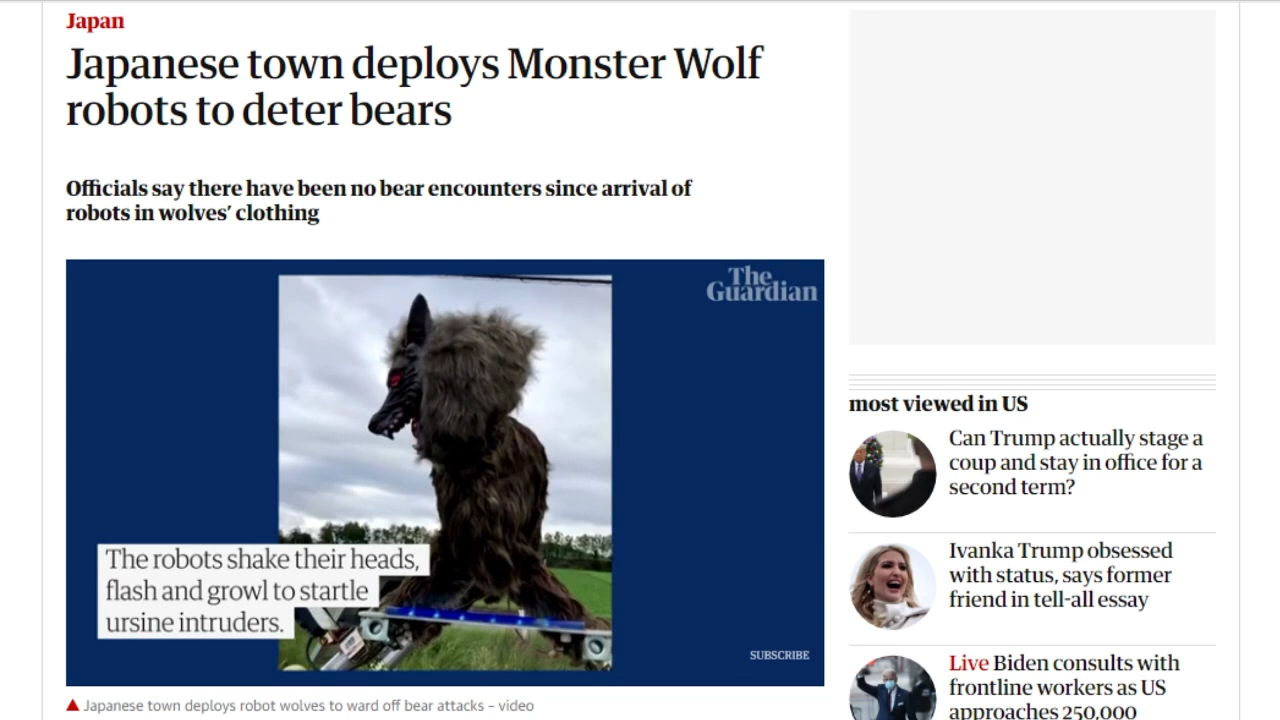 Japan
Japanese town deploys Monster Wolf
robots to deter bears
Officials say there have been no bear encounters since arrival of
robots in wolves’ clothing
The
Guardian
The robots shake their heads,
flash and growl to startle
ursine intruders.
SUBSCRIBE
Japanese town deploys robot wolves to ward off bear attacks – video
most viewed in US
Can Trump actually stage a
coup and stay in office for a
second term?
Ivanka Trump obsessed
with status, says former
friend in tell-all essay
Live Biden consults with
frontline workers as US
approaches 250,000